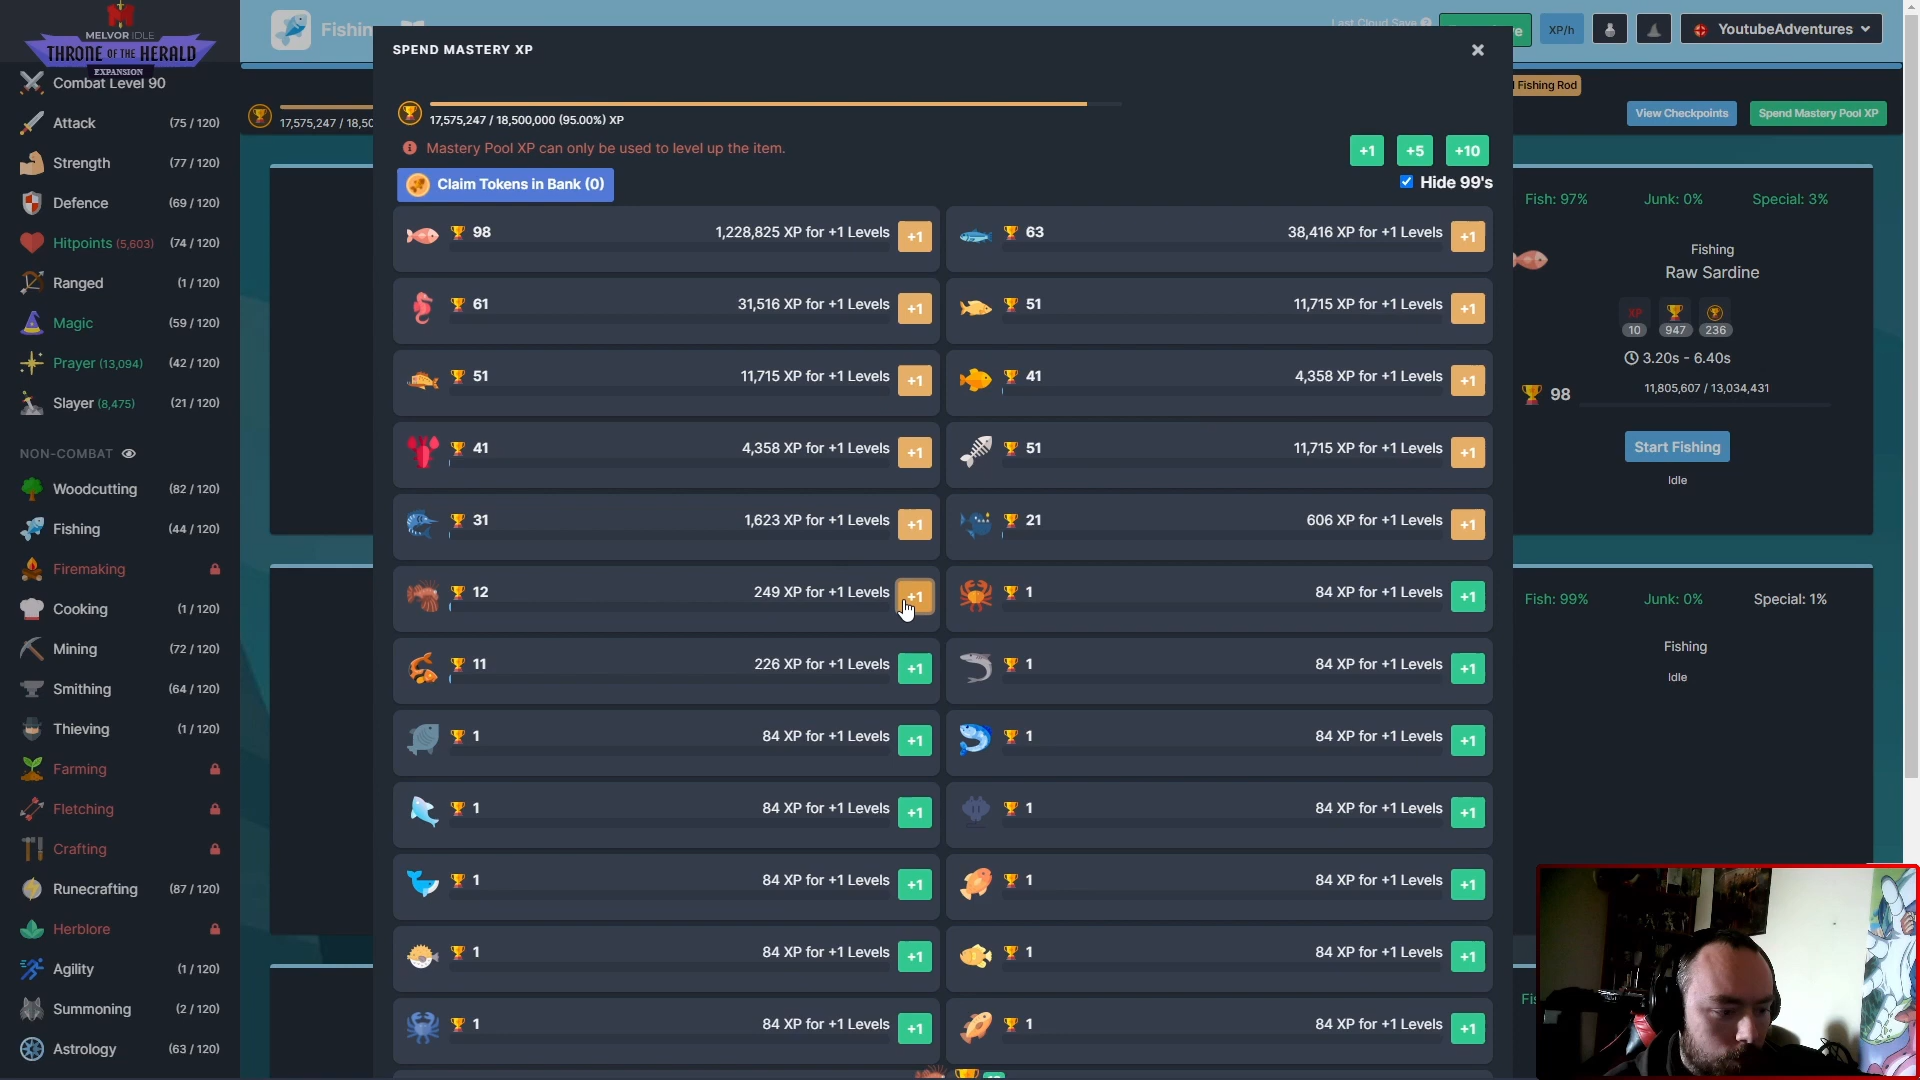 MELVOR IDLE
THRONE OF THE HERALD
EXPANSION
Combat Level 90
Attack (75 / 120)
Strength (77 / 120)
Defence (69 / 120)
Hitpoints (5,603) (74 / 120)
Ranged (1 / 120)
Magic (59 / 120)
Prayer (13,094) (42 / 120)
Slayer (8,475) (21 / 120)
NON-COMBAT
Woodcutting (82 / 120)
Fishing (44 / 120)
Firemaking
Cooking (1 / 120)
Mining (72 / 120)
Smithing (64 / 120)
Thieving (1 / 120)
Farming
Fletching
Crafting
Runecrafting (87 / 120)
Herblore
Agility (1 / 120)
Summoning (2 / 120)
Astrology (63 / 120)
Fishin
Last Cloud Save
XP/h
YoutubeAdventures
Fishing Rod
17,575,247 / 18,50
View Checkpoints
Spend Mastery Pool XP
SPEND MASTERY XP
17,575,247 / 18,500,000 (95.00%) XP
Mastery Pool XP can only be used to level up the item.
+1 +5 +10
Claim Tokens in Bank (0)
Hide 99's
98 1,228,825 XP for +1 Levels +1
63 38,416 XP for +1 Levels +1
61 31,516 XP for +1 Levels +1
51 11,715 XP for +1 Levels +1
51 11,715 XP for +1 Levels +1
41 4,358 XP for +1 Levels +1
41 4,358 XP for +1 Levels +1
51 11,715 XP for +1 Levels +1
31 1,623 XP for +1 Levels +1
21 606 XP for +1 Levels +1
12 249 XP for +1 Levels +1
1 84 XP for +1 Levels +1
11 226 XP for +1 Levels +1
1 84 XP for +1 Levels +1
1 84 XP for +1 Levels +1
1 84 XP for +1 Levels +1
1 84 XP for +1 Levels +1
1 84 XP for +1 Levels +1
1 84 XP for +1 Levels +1
1 84 XP for +1 Levels +1
1 84 XP for +1 Levels +1
1 84 XP for +1 Levels +1
1 84 XP for +1 Levels +1
1 84 XP for +1 Levels +1
Fish: 97% Junk: 0% Special: 3%
Fishing
Raw Sardine
XP
10 947 236
3.20s - 6.40s
98 11,805,607 / 13,034,431
Start Fishing
Idle
Fish: 99% Junk: 0% Special: 1%
Fishing
Idle